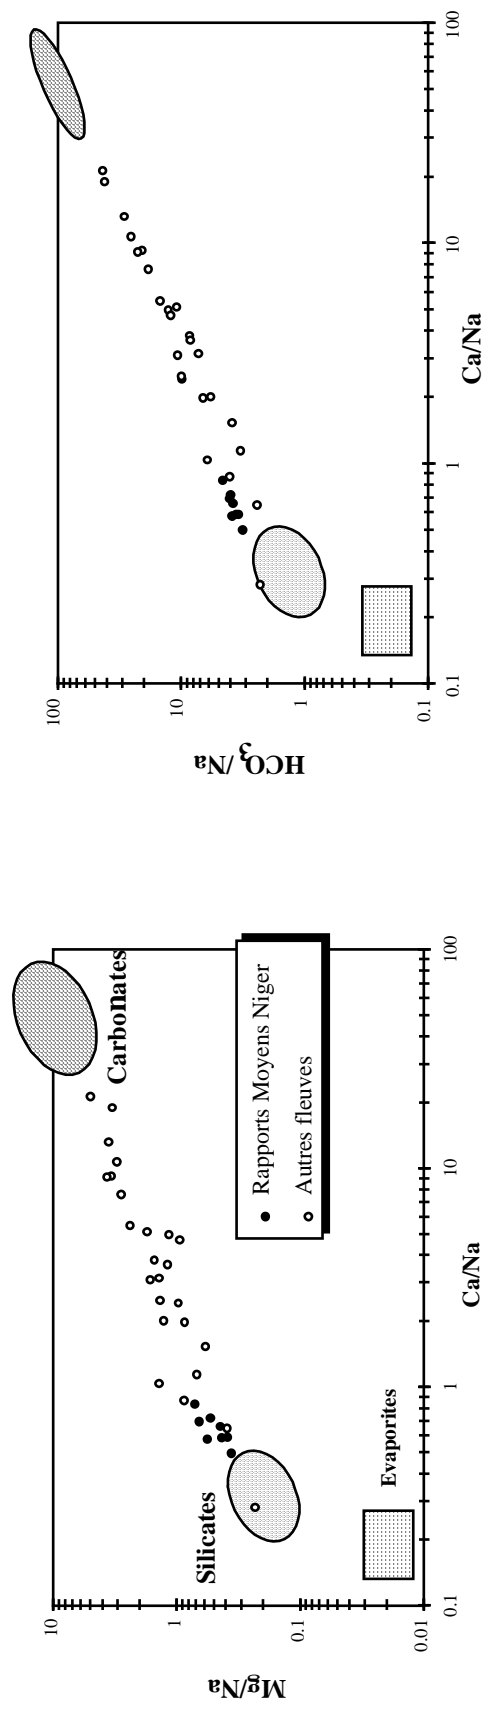 10
1
0.1
0.01
Mg/Na
0.1
1
10
100
Ca/Na
Silicates
Carbonates
Evaporites
Rapports Moyens Niger
Autres fleuves
100
10
1
0.1
HCO3/Na
0.1
1
10
100
Ca/Na